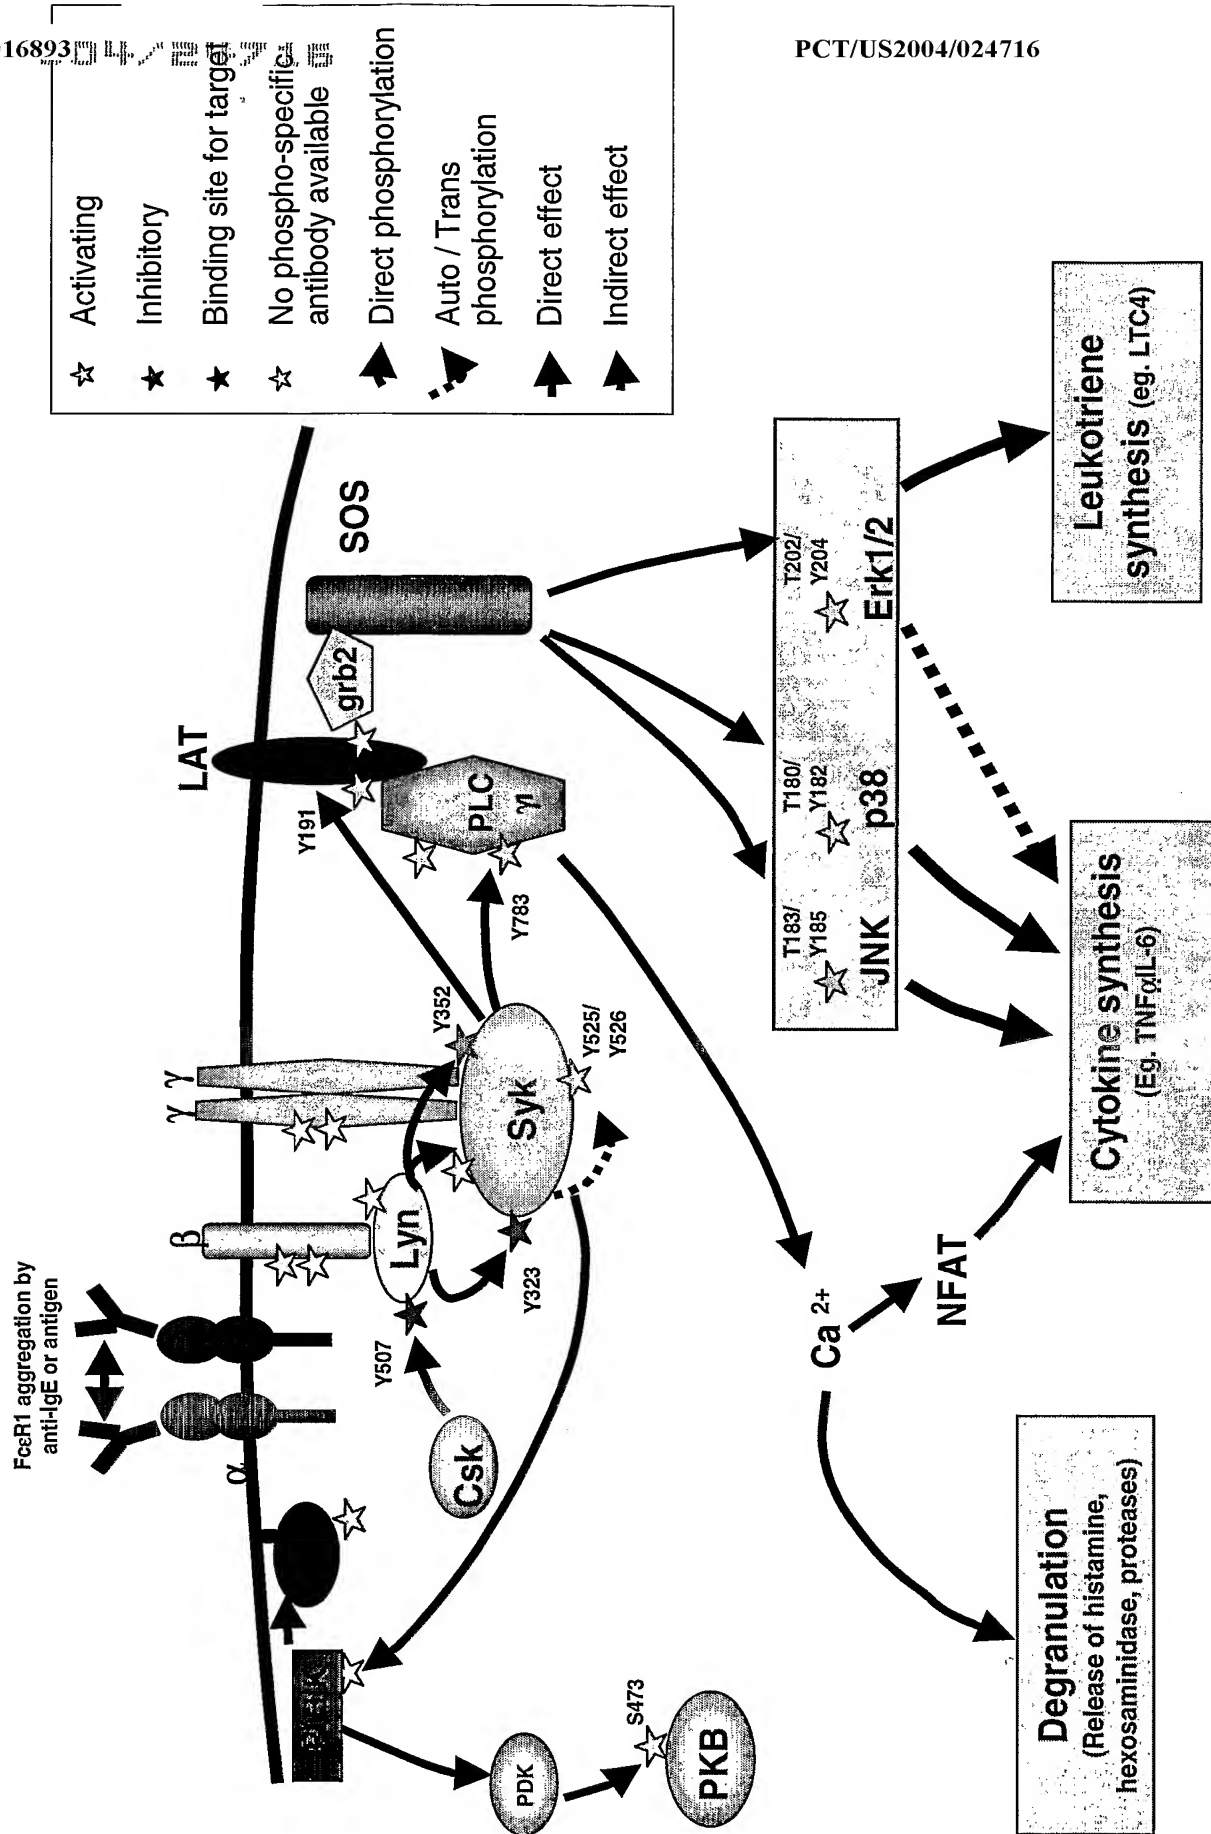 16893
PCT/US2004/024716
Activating
Inhibitory
Binding site for target
No phospho-specific
antibody available
Direct phosphorylation
Auto / Trans
phosphorylation
Direct effect
Indirect effect
FcεR1 aggregation by
anti-IgE or antigen
α
β
γ
γ
LAT
Lyn
Csk
Y507
Y323
Y352
Syk
Y525/
Y526
Y191
Y783
PLC
γI
grb2
SOS
PDK
S473
PKB
T183/
Y185
JNK
T180/
Y182
p38
T202/
Y204
Erk1/2
Ca 2+
NFAT
Degranulation
(Release of histamine,
hexosaminidase, proteases)
Cytokine synthesis
(Eg. TNFαIL-6)
Leukotriene
synthesis (eg. LTC4)